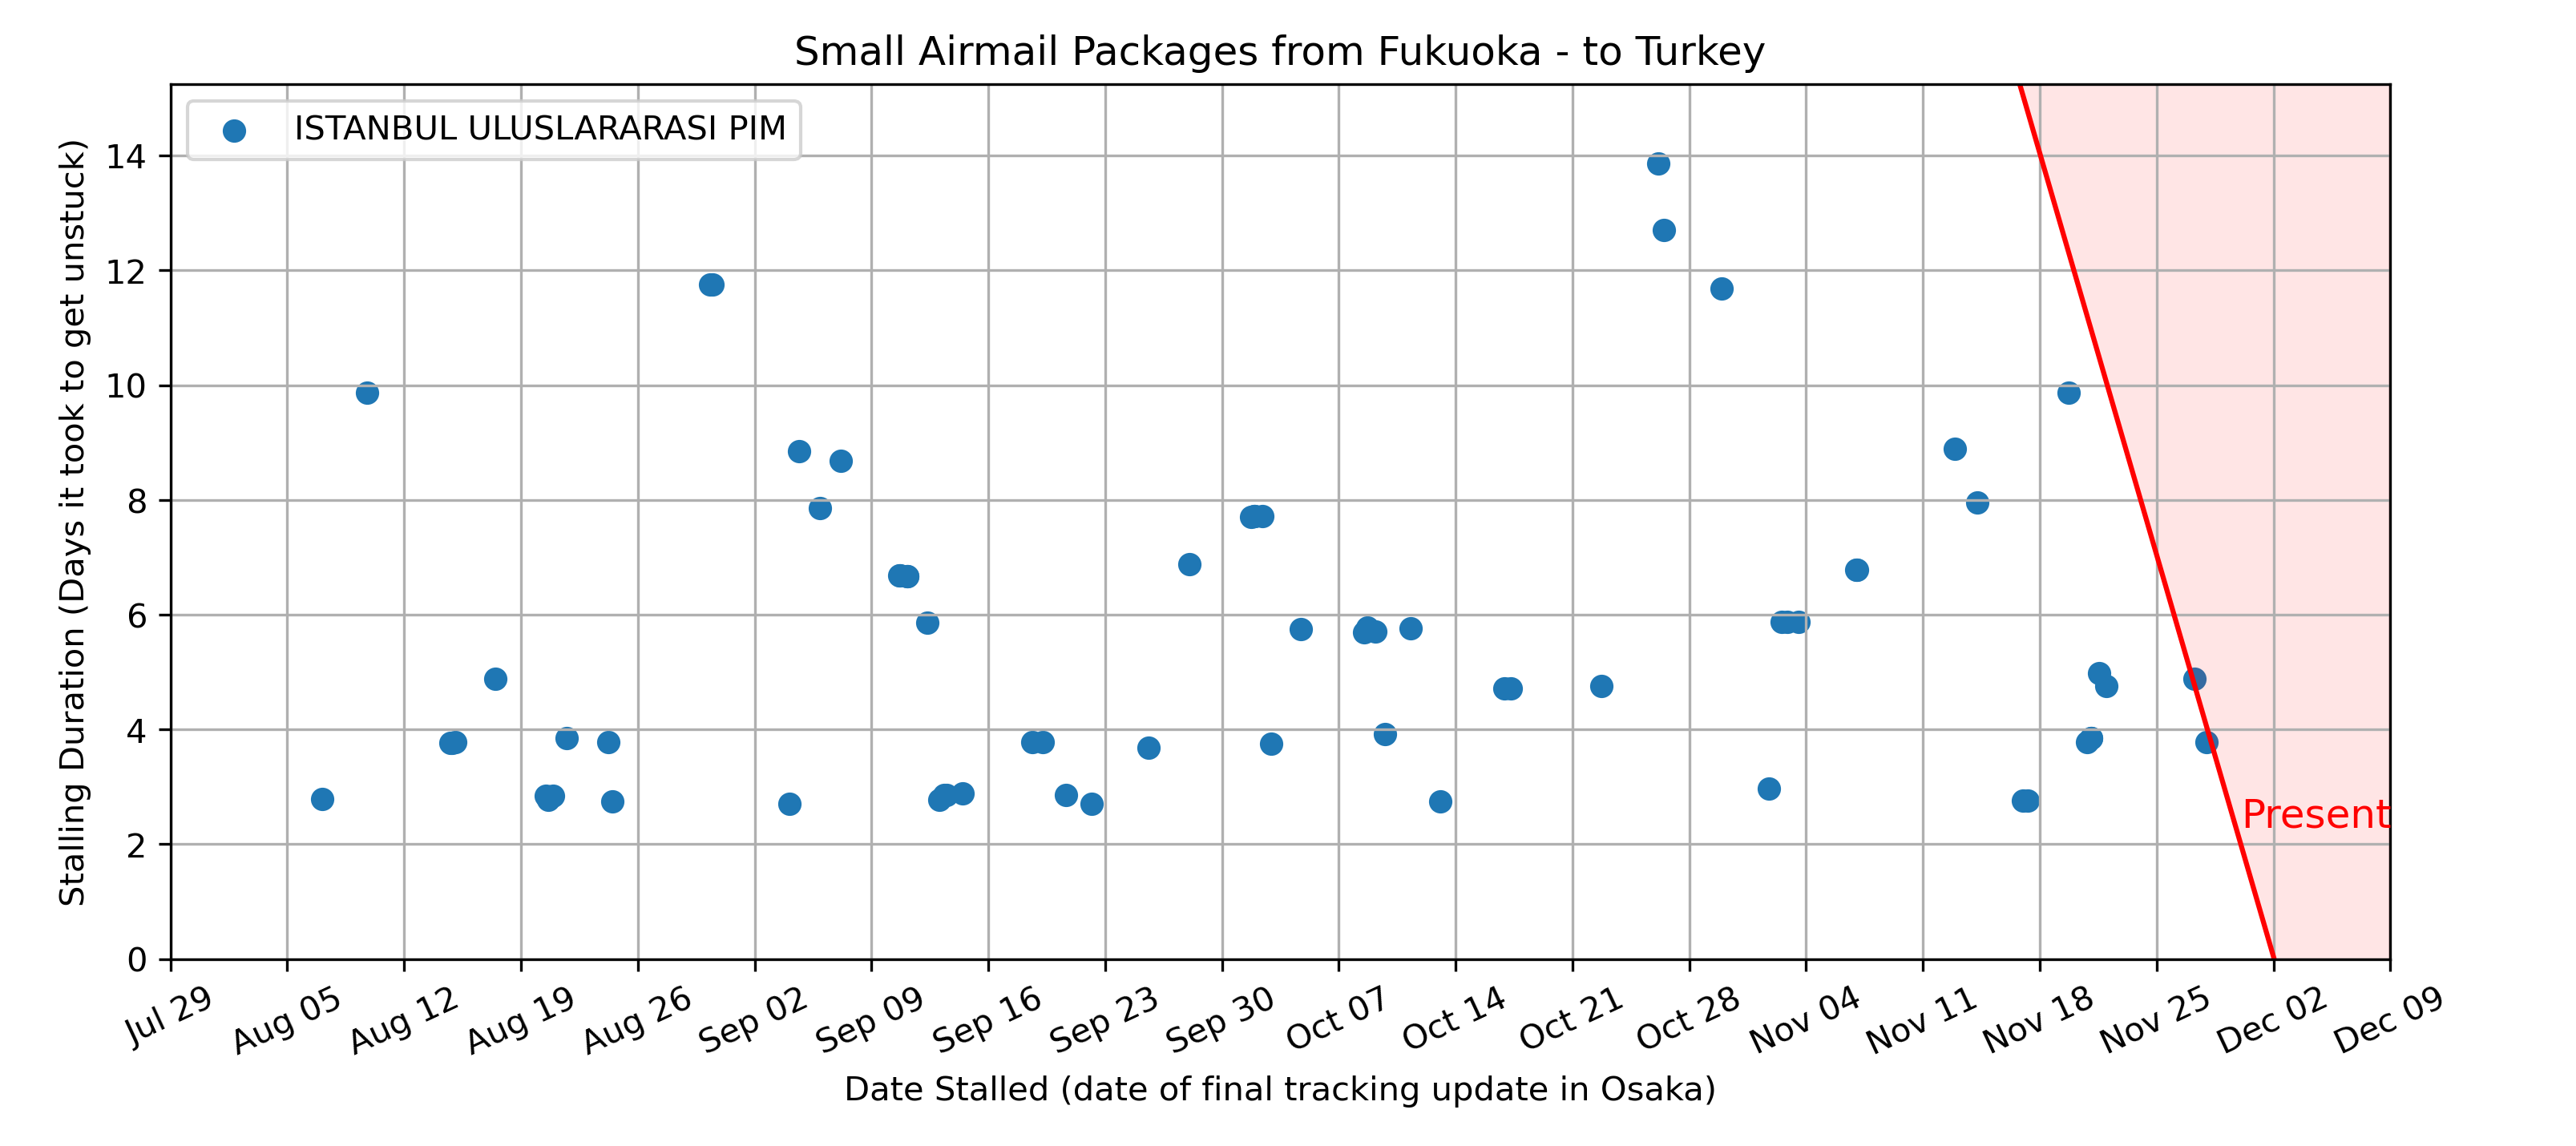 Small Airmail Packages from Fukuoka - to Turkey
ISTANBUL ULUSLARARASI PIM
Stalling Duration (Days it took to get unstuck)
14
12
10
8
6
4
2
0
Present
Jul 29
Aug 05
Aug 12
Aug 19
Aug 26
Sep 02
Sep 09
Sep 16
Sep 23
Sep 30
Oct 07
Oct 14
Oct 21
Oct 28
Nov 04
Nov 11
Nov 18
Nov 25
Dec 02
Dec 09
Date Stalled (date of final tracking update in Osaka)